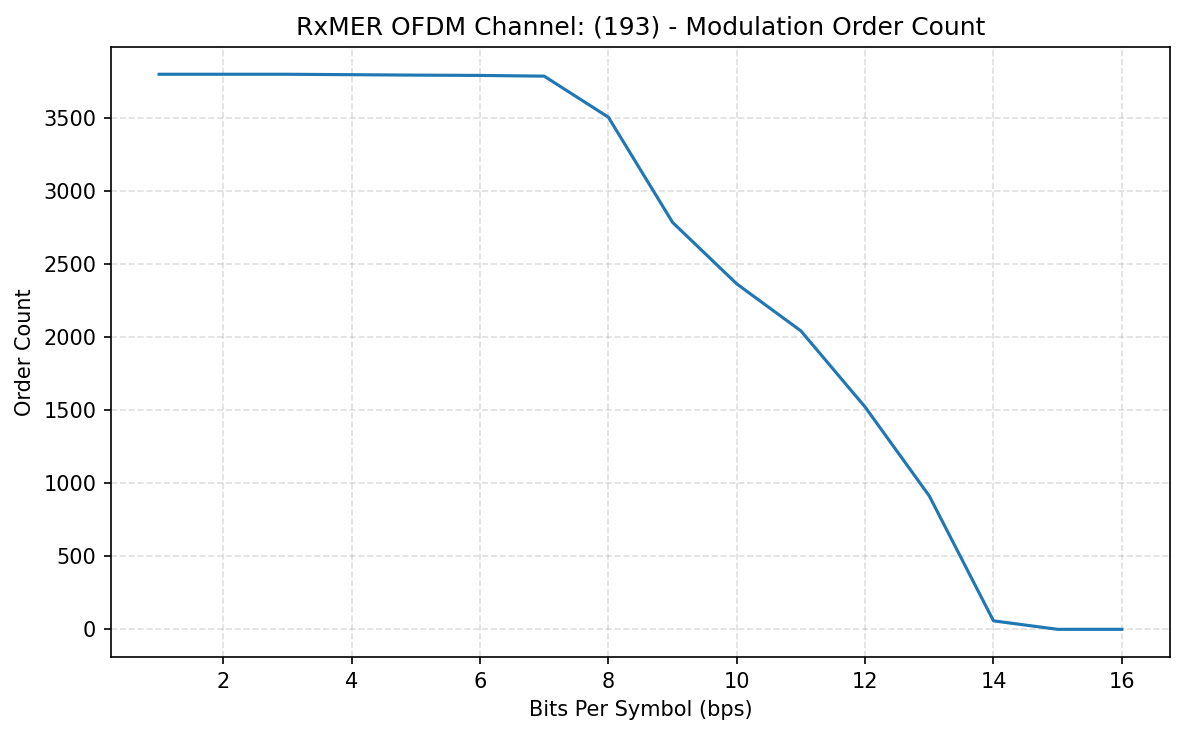 RxMER OFDM Channel: (193) - Modulation Order Count
3500
3000
2500
2000
1500
1000
500
0
Order Count
2 4 6 8 10 12 14 16
Bits Per Symbol (bps)